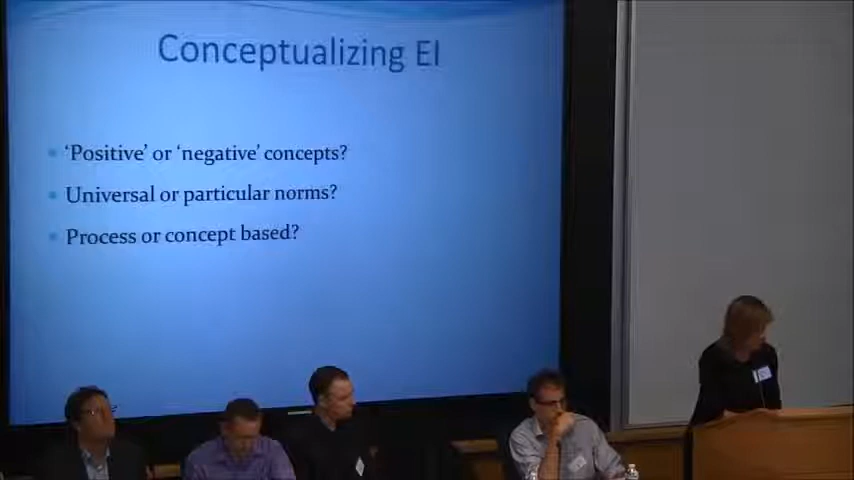 Conceptualizing EI
'Positive' or 'negative' concepts?
Universal or particular norms?
Process or concept based?